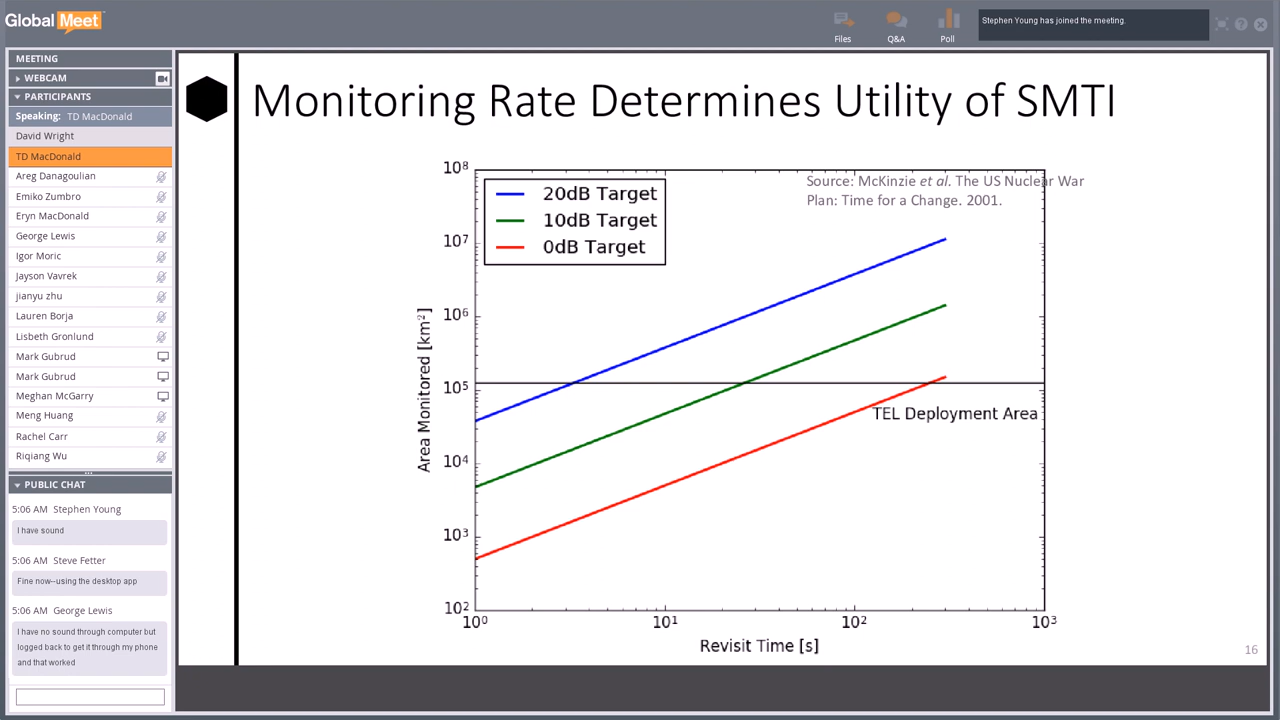 Global Meet
Files
Q&A
Poll
Stephen Young has joined the meeting.
MEETING
WEBCAM
PARTICIPANTS
Speaking: TD MacDonald
David Wright
TD MacDonald
Areg Danagoulian
Emiko Zumbro
Eryn MacDonald
George Lewis
Igor Moric
Jayson Vavrek
jianyu zhu
Lauren Borja
Lisbeth Gronlund
Mark Gubrud
Mark Gubrud
Meghan McGarry
Meng Huang
Rachel Carr
Riqiang Wu
PUBLIC CHAT
5:06 AM Stephen Young
I have sound
5:06 AM Steve Fetter
Fine now--using the desktop app
5:06 AM George Lewis
I have no sound through computer but
logged back to get it through my phone
and that worked
Monitoring Rate Determines Utility of SMTI
Source: McKinzie et al. The US Nuclear War
Plan: Time for a Change. 2001.
20dB Target
10dB Target
0dB Target
10⁸
10⁷
10⁶
10⁵
10⁴
10³
10²
Area Monitored [km²]
TEL Deployment Area
10⁰ 10¹ 10² 10³
Revisit Time [s]
16